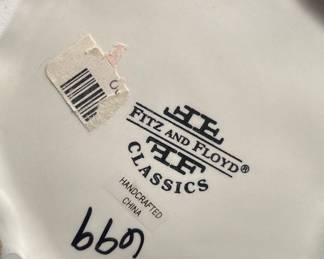 FITZ AND FLOYD®
CLASSICS
HANDCRAFTED
CHINA
699